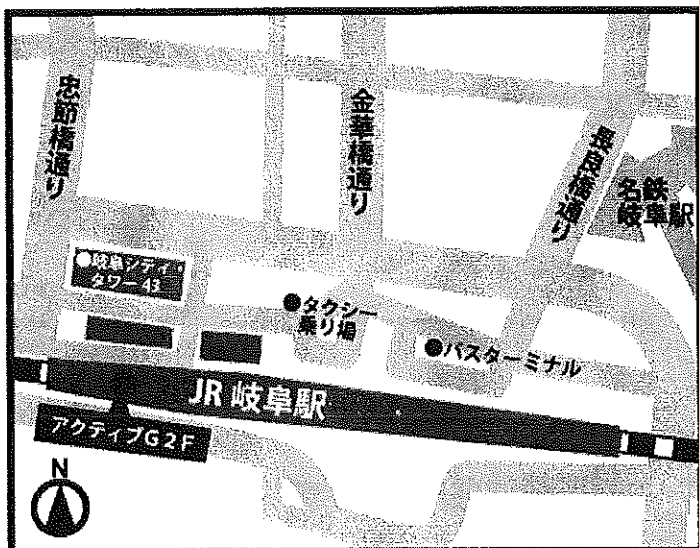 忠節橋通り
金華橋通り
長良橋通り
名鉄
岐阜駅
●岐阜シティ・
タワー43
●タクシー
乗り場
●バスターミナル
JR 岐阜駅
アクティブG2F
N